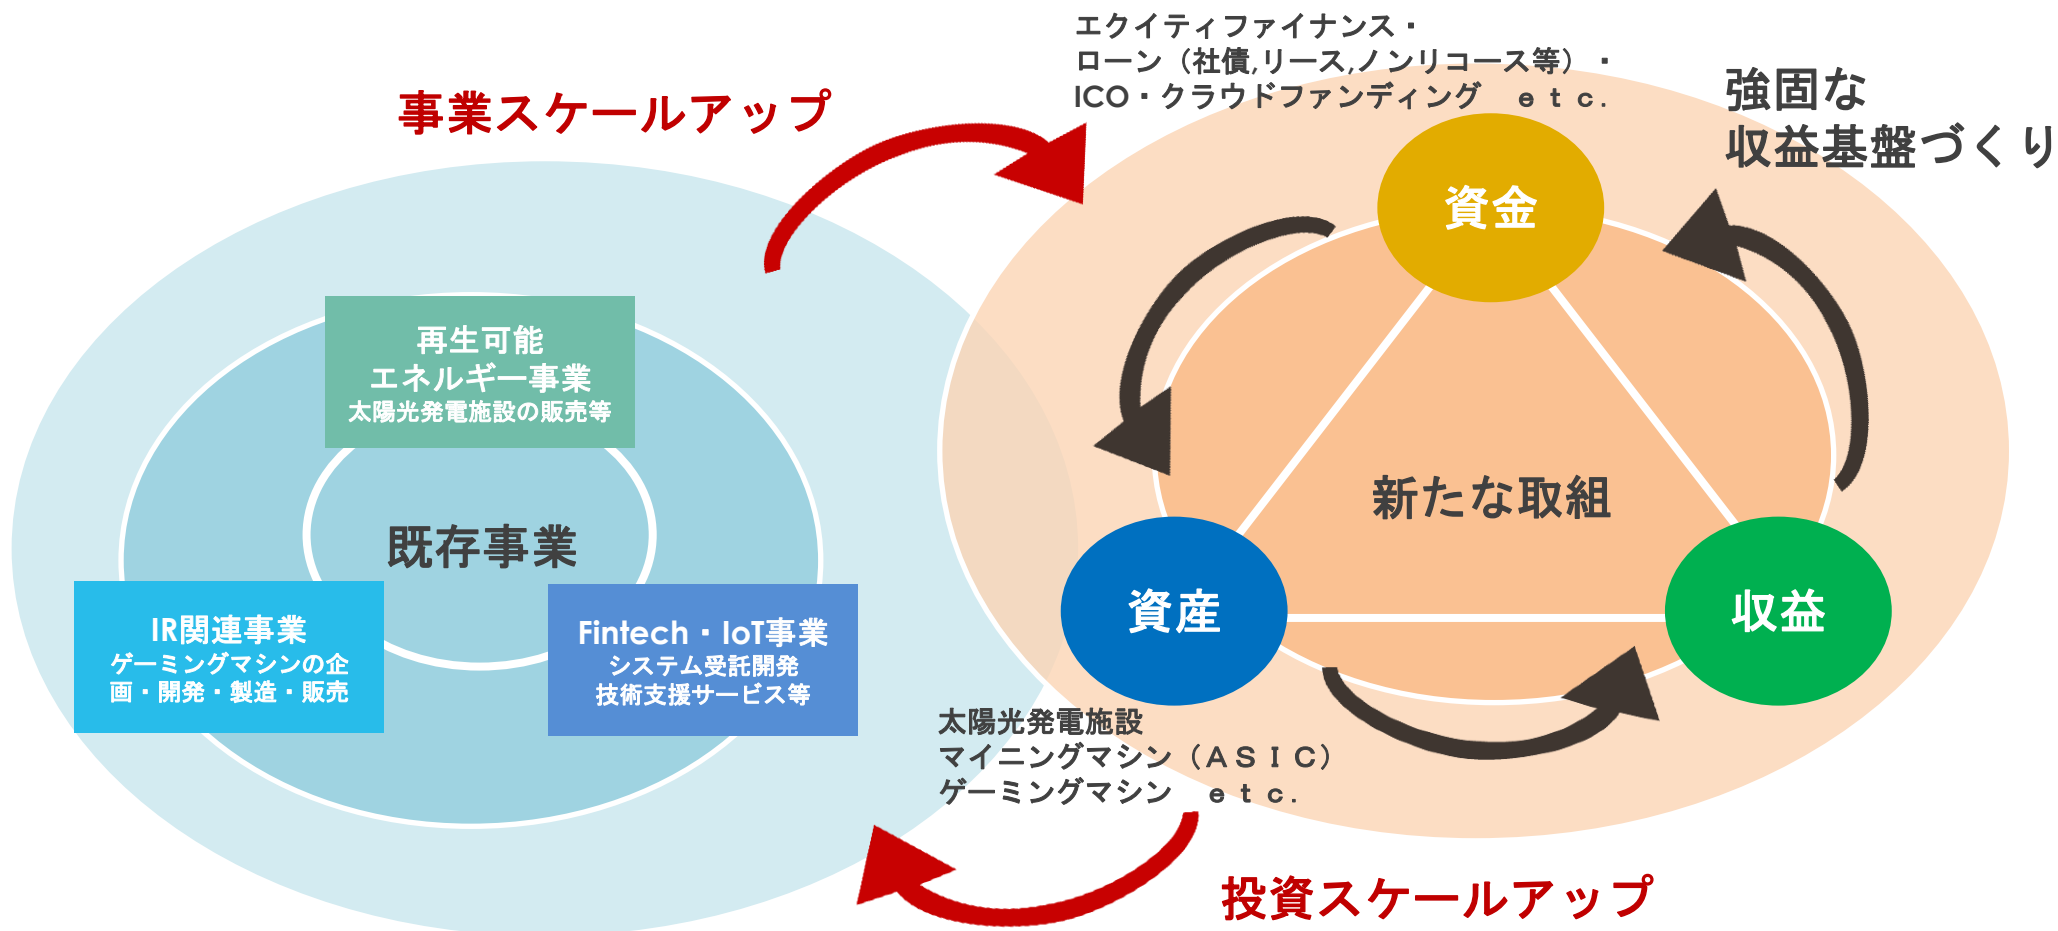 エクイティファイナンス・
ローン（社債,リース,ノンリコース等）・
ICO・クラウドファンディング　ｅｔｃ.
強固な
収益基盤づくり
事業スケールアップ
資金
再生可能
エネルギー事業
太陽光発電施設の販売等
既存事業
新たな取組
IR関連事業
ゲーミングマシンの企
画・開発・製造・販売
Fintech・IoT事業
システム受託開発
技術支援サービス等
資産
収益
太陽光発電施設
マイニングマシン（ＡＳＩＣ）
ゲーミングマシン　ｅｔｃ.
投資スケールアップ